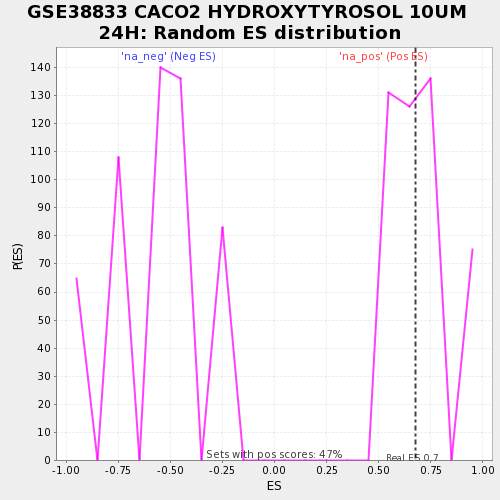 GSE38833 CACO2 HYDROXYTYROSOL 10UM
24H: Random ES distribution
'na_neg' (Neg ES)
'na_pos' (Pos ES)
140
130
120
110
100
90
80
70
60
50
40
30
20
10
0
P(ES)
Sets with pos scores: 47%
Real ES 0,7
-1.00 -0.75 -0.50 -0.25 0.00 0.25 0.50 0.75 1.00
ES